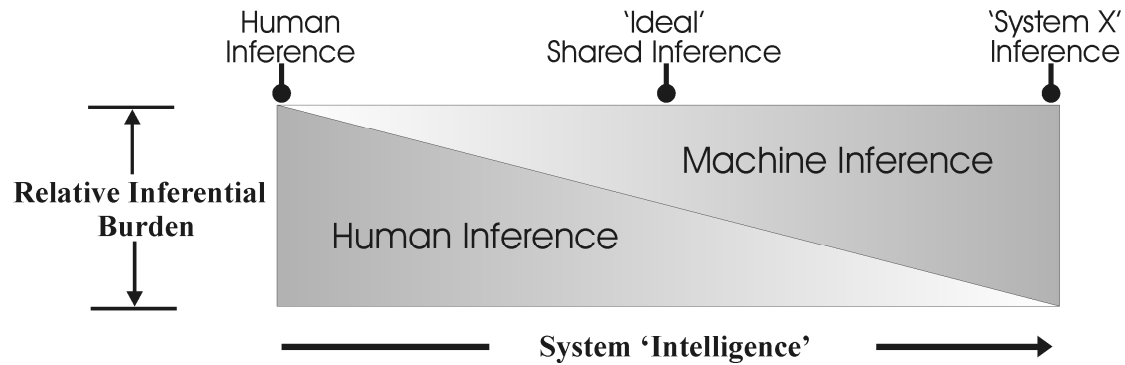 Human
Inference
‘Ideal’
Shared Inference
‘System X’
Inference
Machine Inference
Relative Inferential
Burden
Human Inference
System ‘Intelligence’